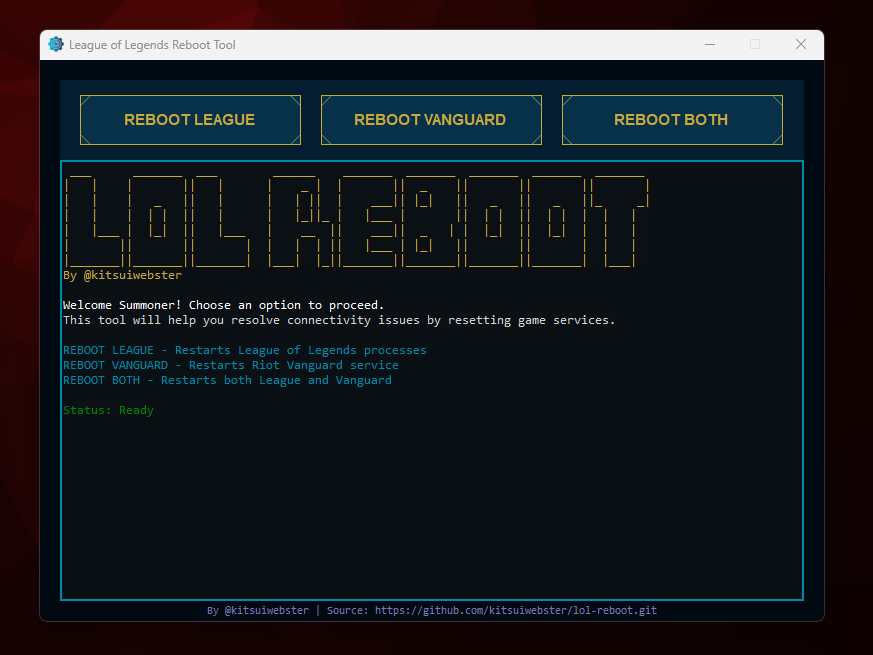 League of Legends Reboot Tool
REBOOT LEAGUE
REBOOT VANGUARD
REBOOT BOTH
LOL REBOOT
By @kitsuiwebster
Welcome Summoner! Choose an option to proceed.
This tool will help you resolve connectivity issues by resetting game services.
REBOOT LEAGUE - Restarts League of Legends processes
REBOOT VANGUARD - Restarts Riot Vanguard service
REBOOT BOTH - Restarts both League and Vanguard
Status: Ready
By @kitsuiwebster | Source: https://github.com/kitsuiwebster/lol-reboot.git